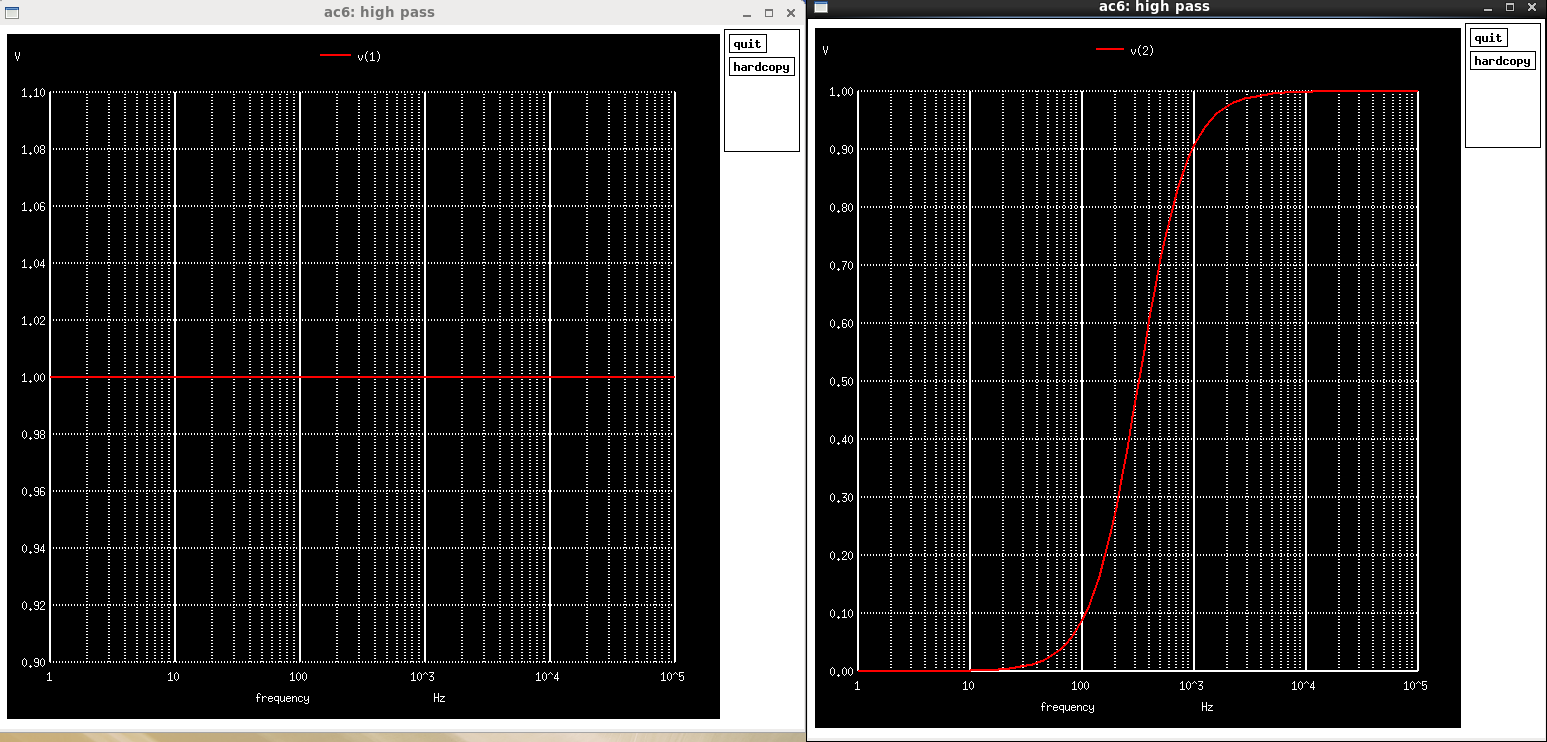 ac6: high pass
quit
hardcopy
V
v(1)
1.10
1.08
1.06
1.04
1.02
1.00
0.98
0.96
0.94
0.92
0.90
1 10 100 10^3 10^4 10^5
frequency Hz
ac6: high pass
quit
hardcopy
V
v(2)
1.00
0.90
0.80
0.70
0.60
0.50
0.40
0.30
0.20
0.10
0.00
1 10 100 10^3 10^4 10^5
frequency Hz